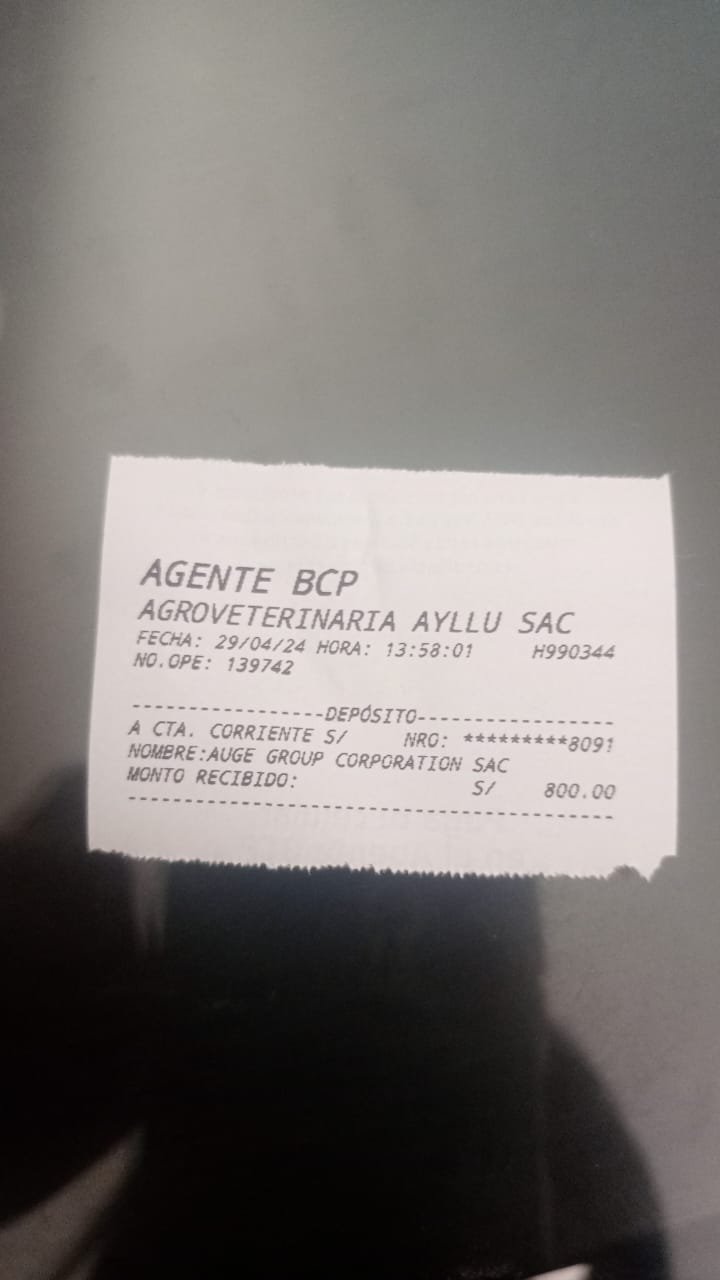 AGENTE BCP
AGROVETERINARIA AYLLU SAC
FECHA: 29/04/24 HORA: 13:58:01 H990344
NO.OPE: 139742
-----------------DEPÓSITO-----------------
A CTA. CORRIENTE S/ NRO: *********8091
NOMBRE:AUGE GROUP CORPORATION SAC
MONTO RECIBIDO: S/ 800.00